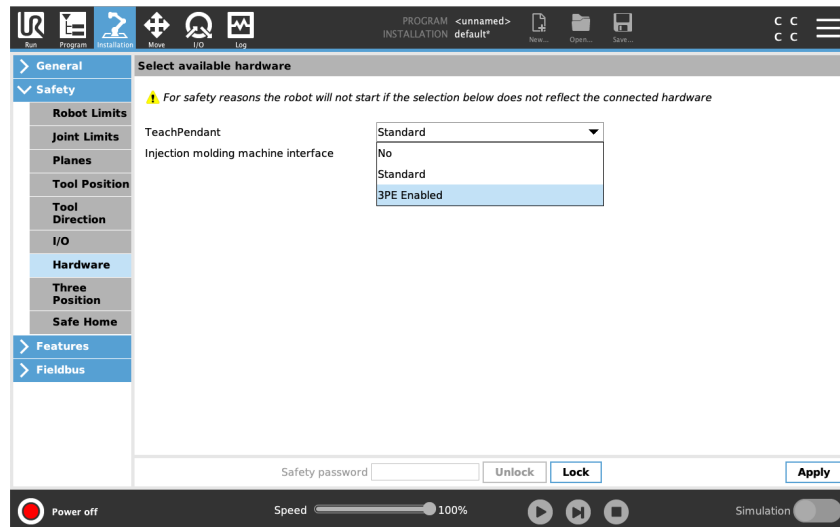 UR
PROGRAM <unnamed>
INSTALLATION default*
Run Program Installation Move I/O Log New... Open... Save...
C C
C C
General
Safety
Robot Limits
Joint Limits
Planes
Tool Position
Tool
Direction
I/O
Hardware
Three
Position
Safe Home
Features
Fieldbus
Select available hardware
For safety reasons the robot will not start if the selection below does not reflect the connected hardware
TeachPendant Standard
Injection molding machine interface No
Standard
3PE Enabled
Safety password Unlock Lock Apply
Power off Speed 100% Simulation